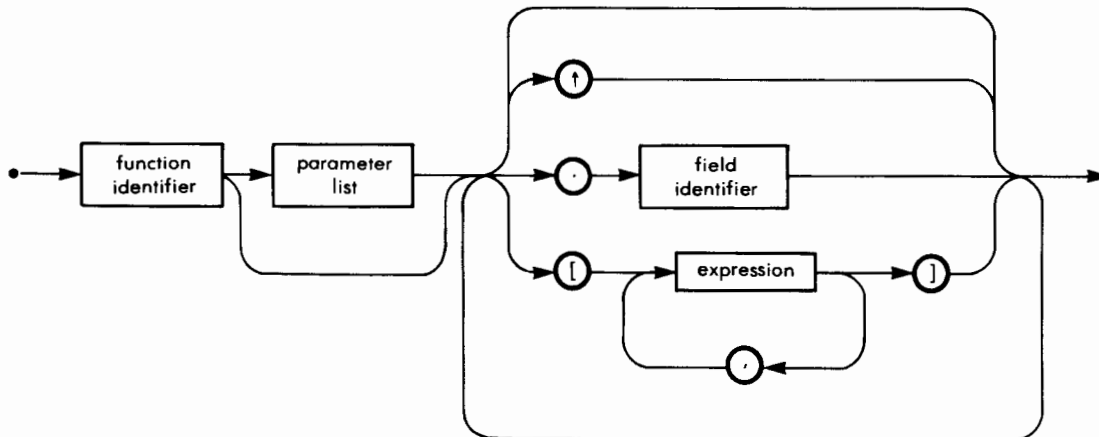 ↑
function
identifier
parameter
list
.
field
identifier
[
expression
]
,